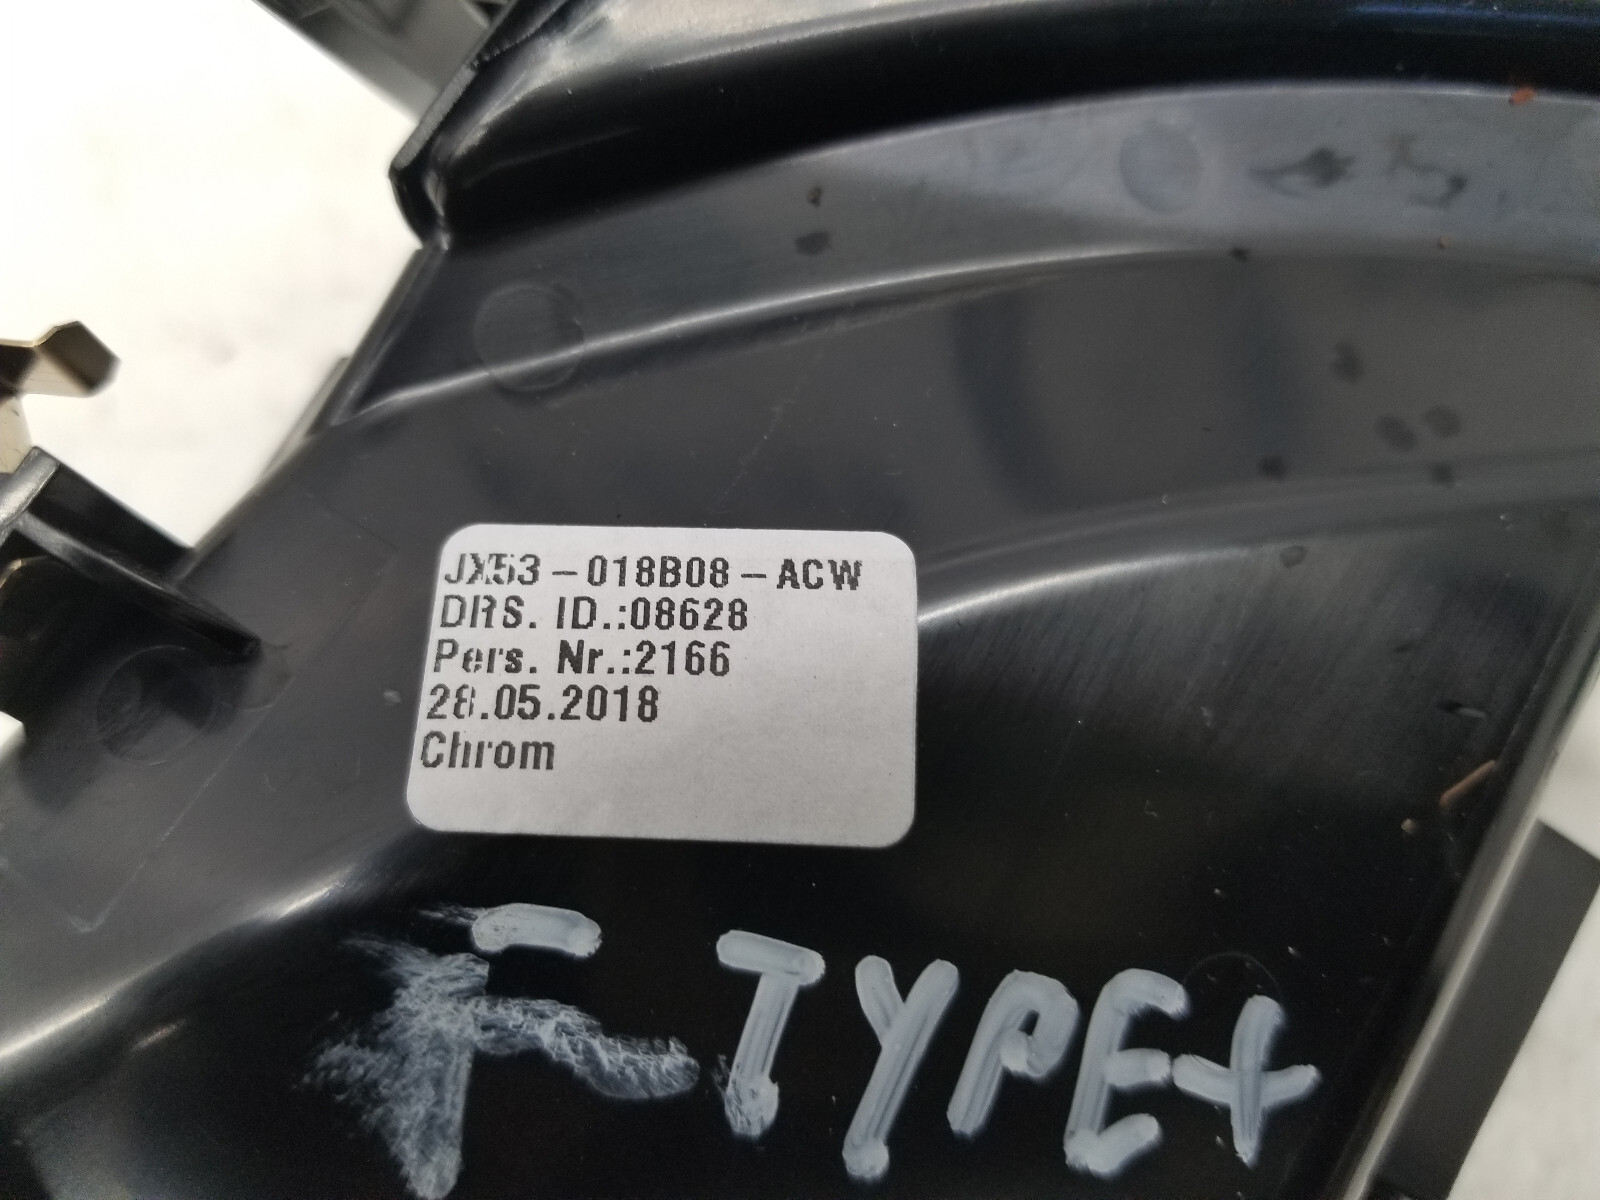 JX53-018B08-ACW
DRS. ID.:08628
Pers. Nr.:2166
28.05.2018
Chrom
F-TYPE+